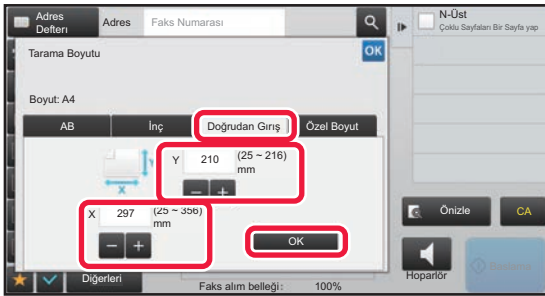 Adres
Defteri
Adres
Faks Numarası
N-Üst
Çoklu Sayfaları Bir Sayfa yap
Tarama Boyutu
OK
Boyut: A4
AB
İnç
Doğrudan Giriş
Özel Boyut
Y
Y
210
(25 ~ 216)
mm
X
X
297
(25 ~ 356)
mm
OK
Önizle
CA
Diğerleri
Faks alım belleği:
100%
Hoparlör